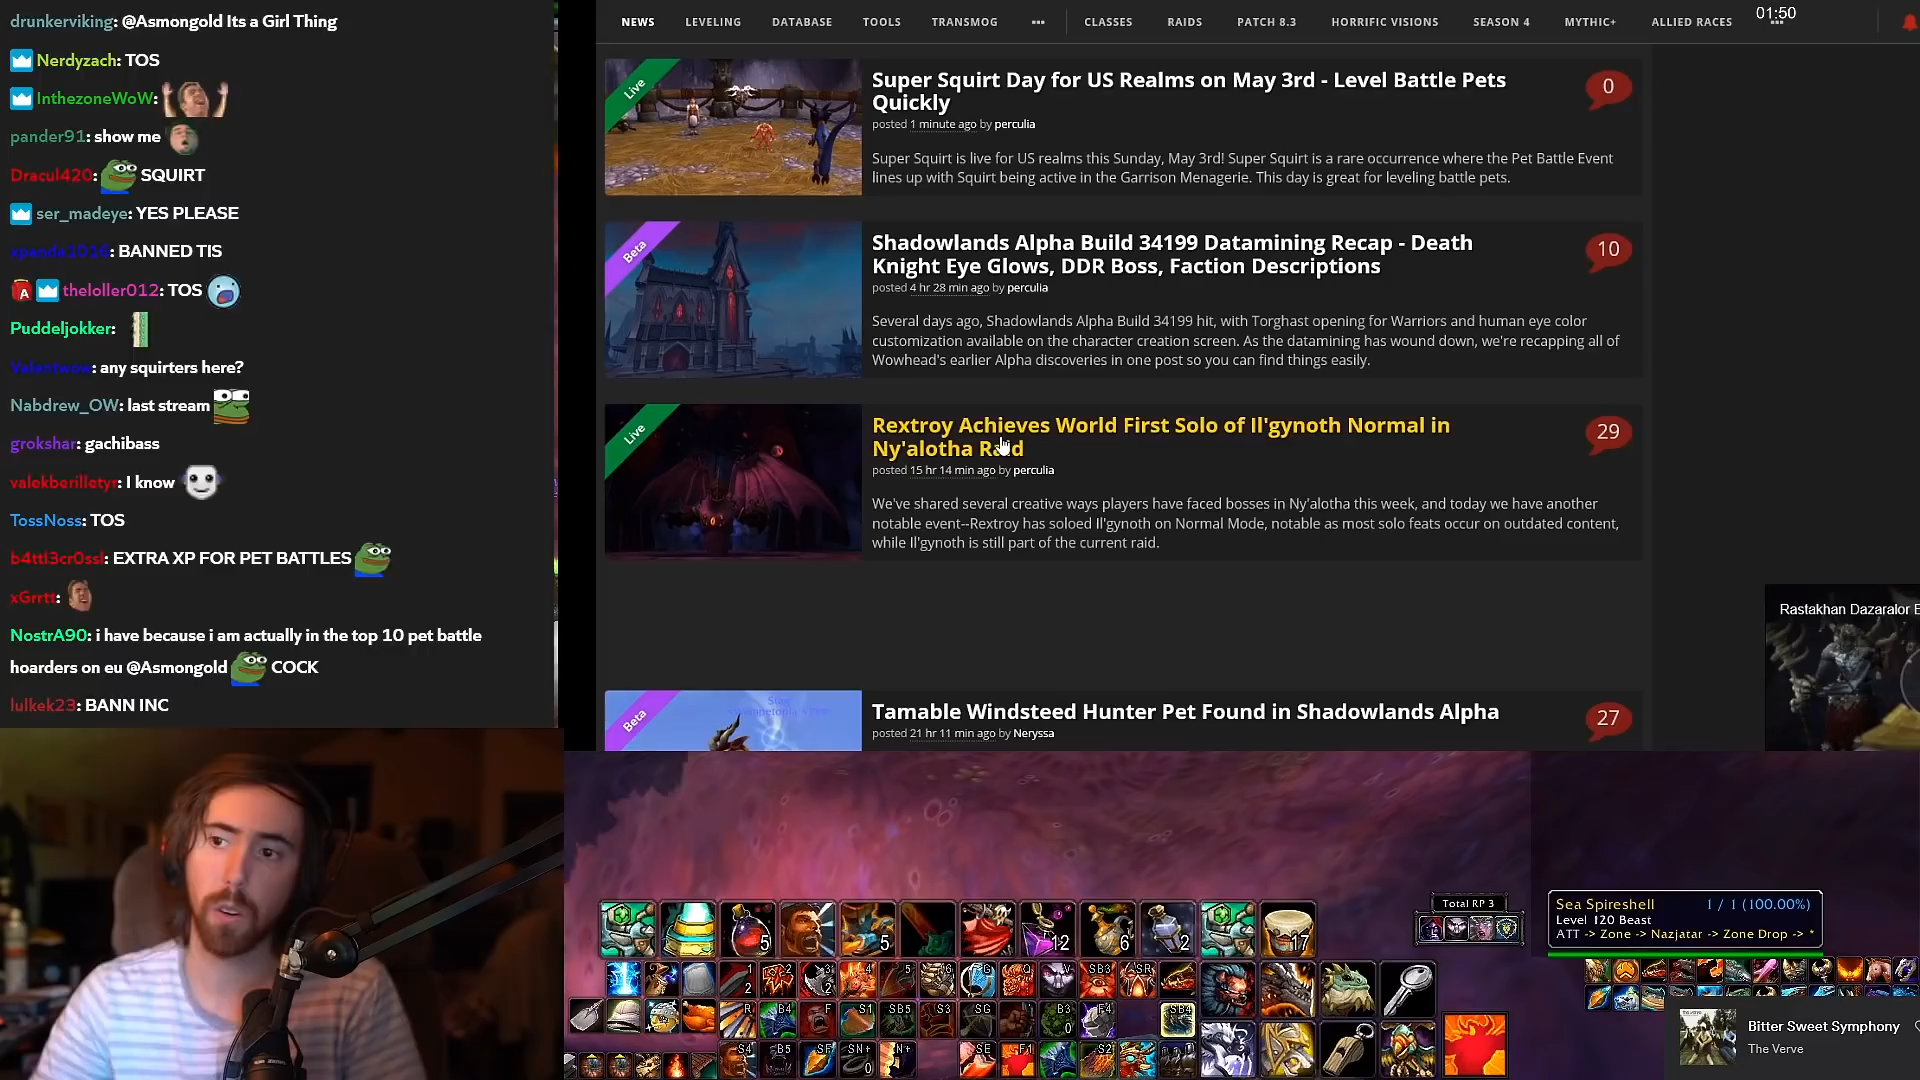 drunkerviking: @Asmongold Its a Girl Thing
Nerdyzach: TOS
InthezoneWoW:
pander91: show me
Dracul420: SQUIRT
ser_madeye: YES PLEASE
xpanda1016: BANNED TIS
theloller012: TOS
Puddeljokker:
Valentwow: any squirters here?
Nabdrew_OW: last stream
grokshar: gachibass
valekberilletyr: I know
TossNoss: TOS
b4ttl3cr0ssf: EXTRA XP FOR PET BATTLES
xGrrtt:
NostrA90: i have because i am actually in the top 10 pet battle
hoarders on eu @Asmongold COCK
lulkek23: BANN INC
NEWS LEVELING DATABASE TOOLS TRANSMOG ••• CLASSES RAIDS PATCH 8.3 HORRIFIC VISIONS SEASON 4 MYTHIC+ ALLIED RACES
01:50
Live
Super Squirt Day for US Realms on May 3rd - Level Battle Pets
Quickly
0
posted 1 minute ago by perculia
Super Squirt is live for US realms this Sunday, May 3rd! Super Squirt is a rare occurrence where the Pet Battle Event
lines up with Squirt being active in the Garrison Menagerie. This day is great for leveling battle pets.
Beta
Shadowlands Alpha Build 34199 Datamining Recap - Death
Knight Eye Glows, DDR Boss, Faction Descriptions
10
posted 4 hr 28 min ago by perculia
Several days ago, Shadowlands Alpha Build 34199 hit, with Torghast opening for Warriors and human eye color
customization available on the character creation screen. As the datamining has wound down, we're recapping all of
Wowhead's earlier Alpha discoveries in one post so you can find things easily.
Live
Rextroy Achieves World First Solo of Il'gynoth Normal in
Ny'alotha Raid
29
posted 15 hr 14 min ago by perculia
We've shared several creative ways players have faced bosses in Ny'alotha this week, and today we have another
notable event--Rextroy has soloed Il'gynoth on Normal Mode, notable as most solo feats occur on outdated content,
while Il'gynoth is still part of the current raid.
Rastakhan Dazaralor E
Beta
Tamable Windsteed Hunter Pet Found in Shadowlands Alpha
27
posted 21 hr 11 min ago by Neryssa
Total RP 3
Sea Spireshell 1 / 1 (100.00%)
Level 120 Beast
ATT -> Zone -> Nazjatar -> Zone Drop -> *
5 5 12 6 2 17
Bitter Sweet Symphony
The Verve